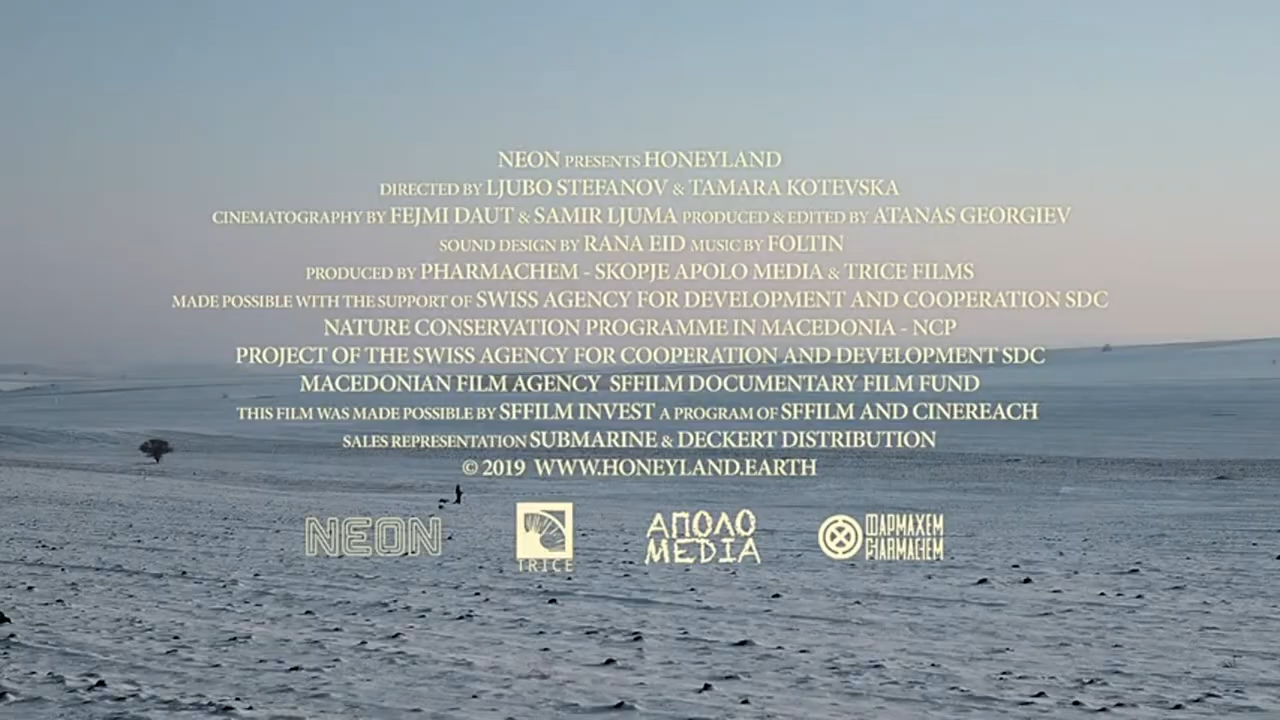 NEON PRESENTS HONEYLAND
DIRECTED BY LJUBO STEFANOV & TAMARA KOTEVSKA
CINEMATOGRAPHY BY FEJMI DAUT & SAMIR LJUMA PRODUCED & EDITED BY ATANAS GEORGIEV
SOUND DESIGN BY RANA EID MUSIC BY FOLTIN
PRODUCED BY PHARMACHEM - SKOPJE APOLO MEDIA & TRICE FILMS
MADE POSSIBLE WITH THE SUPPORT OF SWISS AGENCY FOR DEVELOPMENT AND COOPERATION SDC
NATURE CONSERVATION PROGRAMME IN MACEDONIA - NCP
PROJECT OF THE SWISS AGENCY FOR COOPERATION AND DEVELOPMENT SDC
MACEDONIAN FILM AGENCY SFFILM DOCUMENTARY FILM FUND
THIS FILM WAS MADE POSSIBLE BY SFFILM INVEST A PROGRAM OF SFFILM AND CINEREACH
SALES REPRESENTATION SUBMARINE & DECKERT DISTRIBUTION
© 2019 WWW.HONEYLAND.EARTH
NEON
TRICE
АПОЛО
MEDIA
ФАРМАХЕМ
PHARMACHEM